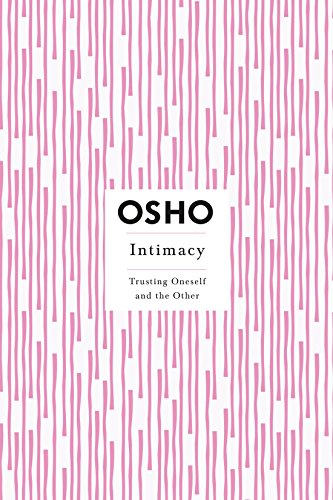 OSHO
Intimacy
Trusting Oneself
and the Other